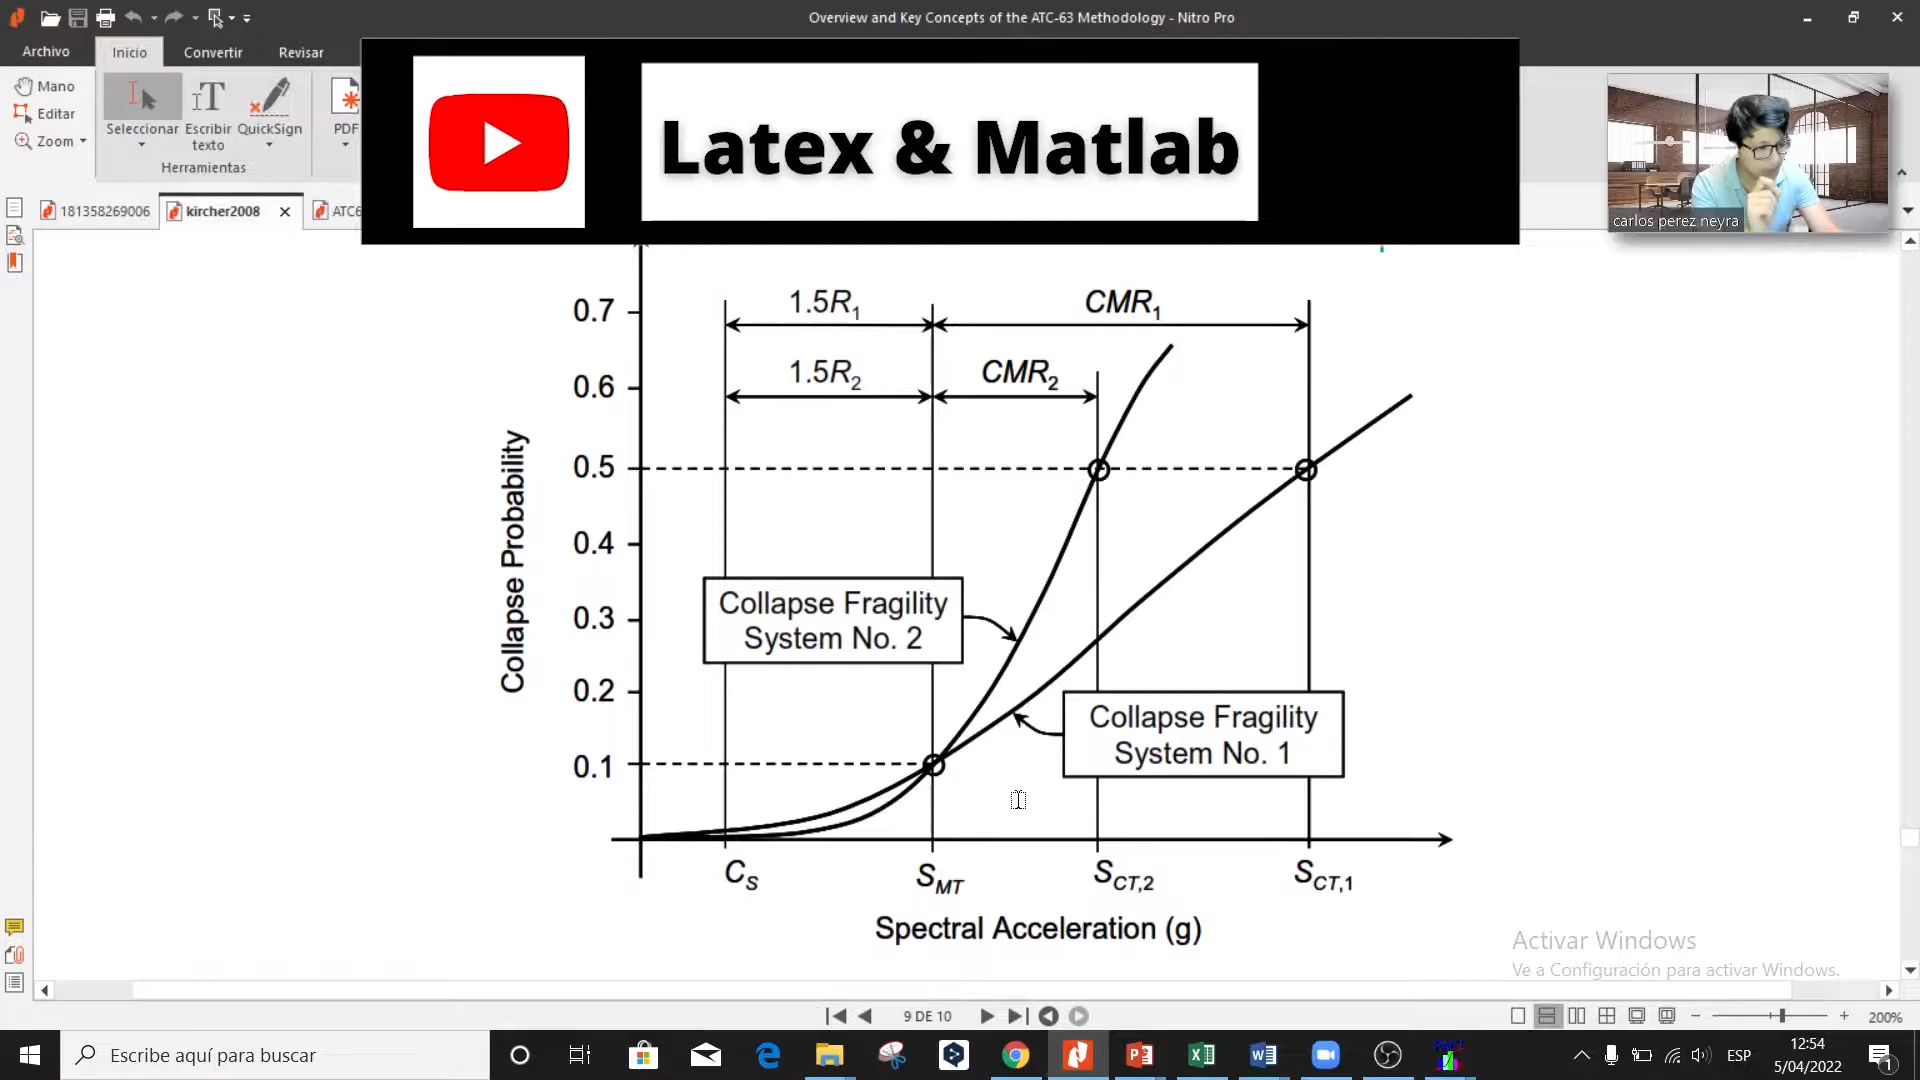 Overview and Key Concepts of the ATC-63 Methodology - Nitro Pro
Archivo
Inicio
Convertir
Revisar
Mano
Editar
Zoom
Seleccionar
Escribir
texto
QuickSign
PDF
Herramientas
Latex & Matlab
carlos perez neyra
181358269006
kircher2008
ATC6
0.7
0.6
0.5
0.4
0.3
0.2
0.1
Collapse Probability
1.5R1
CMR1
1.5R2
CMR2
Collapse Fragility
System No. 2
Collapse Fragility
System No. 1
CS
SMT
SCT,2
SCT,1
Spectral Acceleration (g)
Activar Windows
Ve a Configuración para activar Windows.
9 DE 10
200%
Escribe aquí para buscar
ESP
12:54
5/04/2022
1